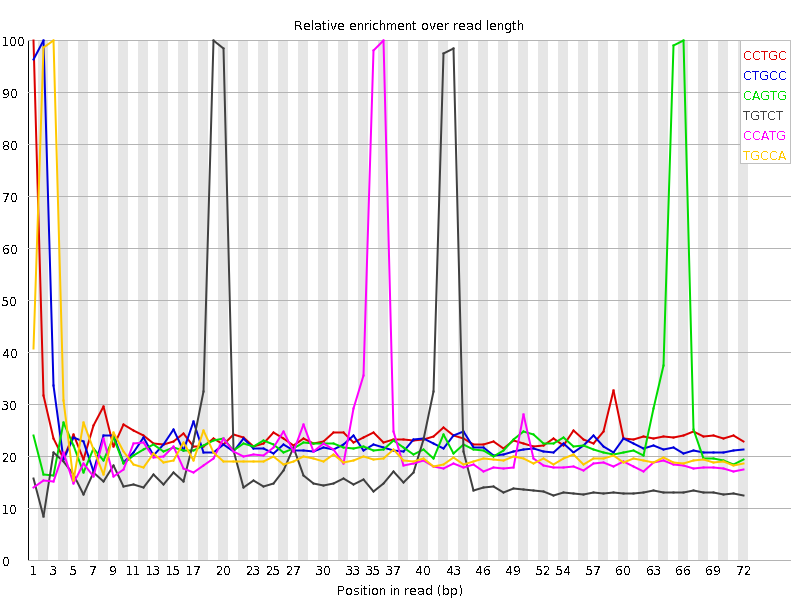 Relative enrichment over read length
100
90
80
70
60
50
40
30
20
10
0
CCTGC
CTGCC
CAGTG
TGTCT
CCATG
TGCCA
1 3 5 7 9 11 13 15 17 20 23 25 27 30 33 35 37 40 43 46 49 52 54 57 60 63 66 69 72
Position in read (bp)